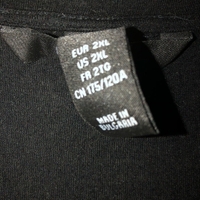 EUR 2XL
US 2XL
FR 2TG
CN 175/120A
MADE IN
BULGARIA